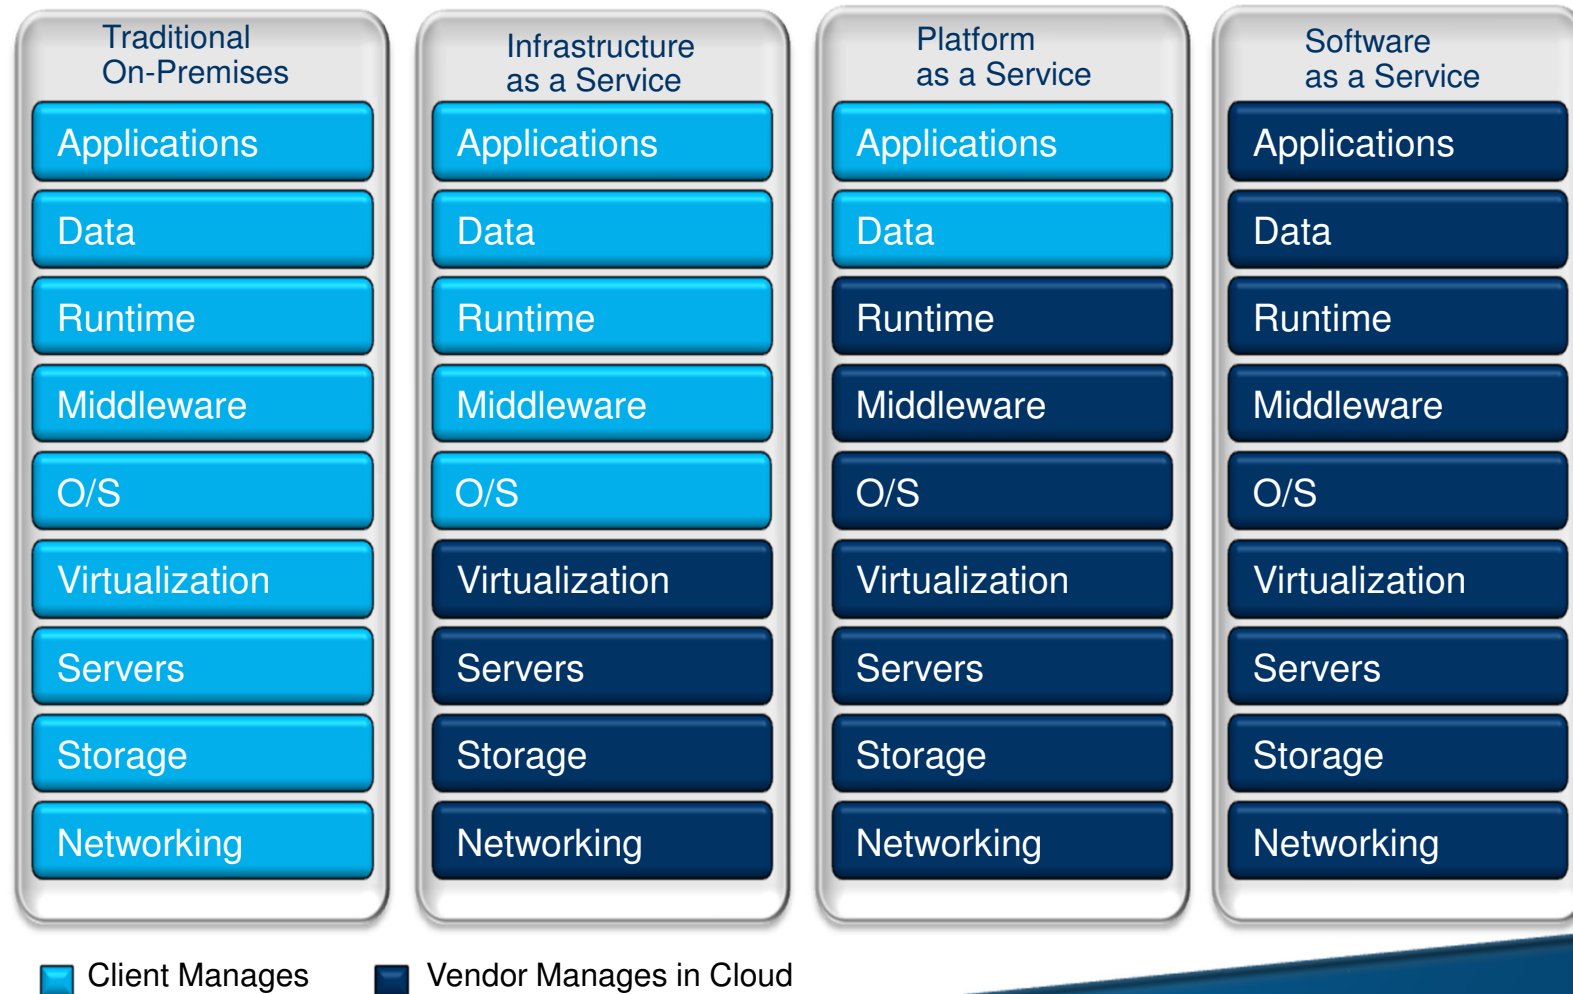 Traditional
On-Premises
Applications
Data
Runtime
Middleware
O/S
Virtualization
Servers
Storage
Networking
Infrastructure
as a Service
Applications
Data
Runtime
Middleware
O/S
Virtualization
Servers
Storage
Networking
Platform
as a Service
Applications
Data
Runtime
Middleware
O/S
Virtualization
Servers
Storage
Networking
Software
as a Service
Applications
Data
Runtime
Middleware
O/S
Virtualization
Servers
Storage
Networking
Client Manages
Vendor Manages in Cloud